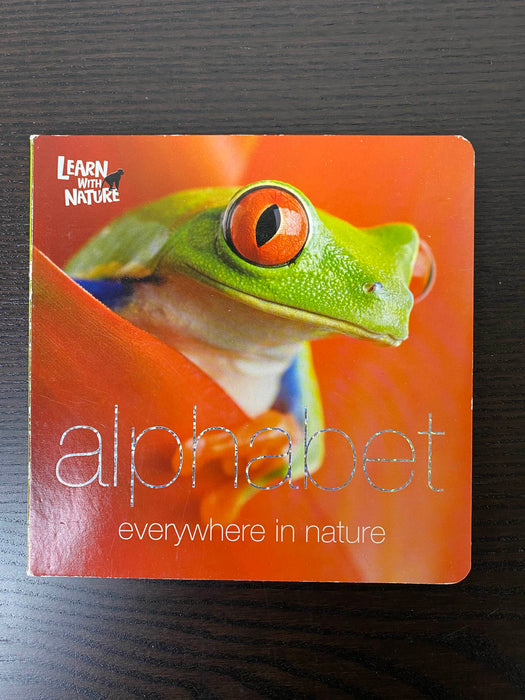 LEARN
WITH
NATURE
alphabet
everywhere in nature